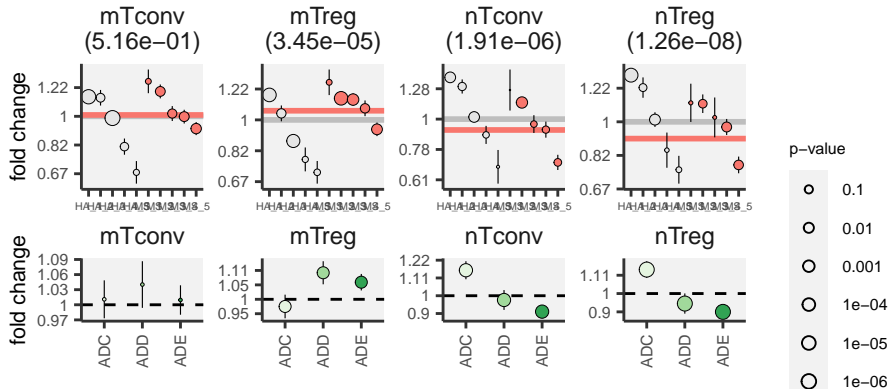 mTconv
(5.16e−01)
mTreg
(3.45e−05)
nTconv
(1.91e−06)
nTreg
(1.26e−08)
fold change
1.22
1
0.82
0.67
1.22
1
0.82
0.67
1.28
1
0.78
0.61
1.22
1
0.82
0.67
mTconv
mTreg
nTconv
nTreg
fold change
1.09
1.06
1.03
1
0.97
1.11
1.05
1
0.95
1.22
1.1
1
0.9
1.11
1
0.9
ADC
ADD
ADE
ADC
ADD
ADE
ADC
ADD
ADE
ADC
ADD
ADE
p−value
0.1
0.01
0.001
1e−04
1e−05
1e−06